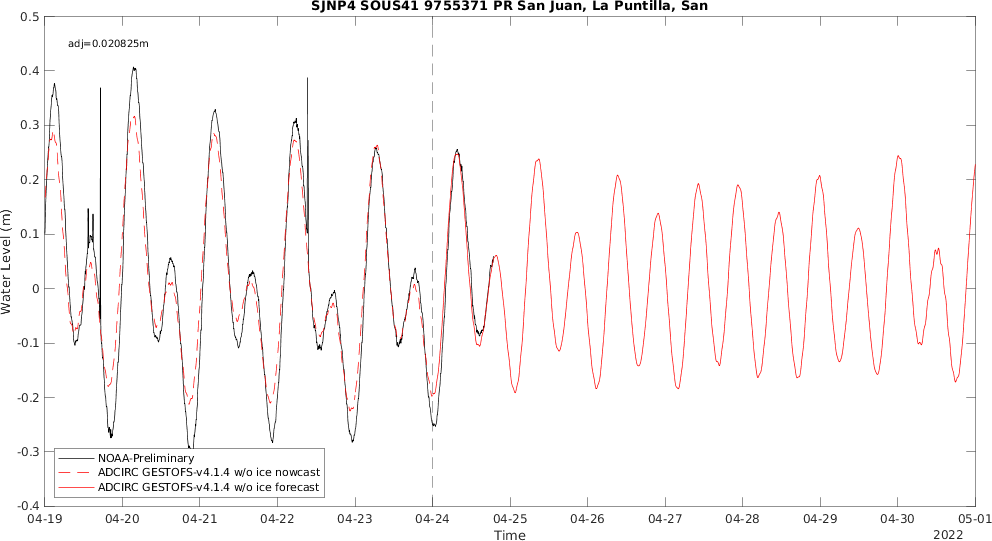 SJNP4 SOUS41 9755371 PR San Juan, La Puntilla, San
adj=0.020825m
Water Level (m)
0.5
0.4
0.3
0.2
0.1
0
-0.1
-0.2
-0.3
-0.4
NOAA-Preliminary
ADCIRC GESTOFS-v4.1.4 w/o ice nowcast
ADCIRC GESTOFS-v4.1.4 w/o ice forecast
04-19 04-20 04-21 04-22 04-23 04-24 04-25 04-26 04-27 04-28 04-29 04-30 05-01
Time
2022